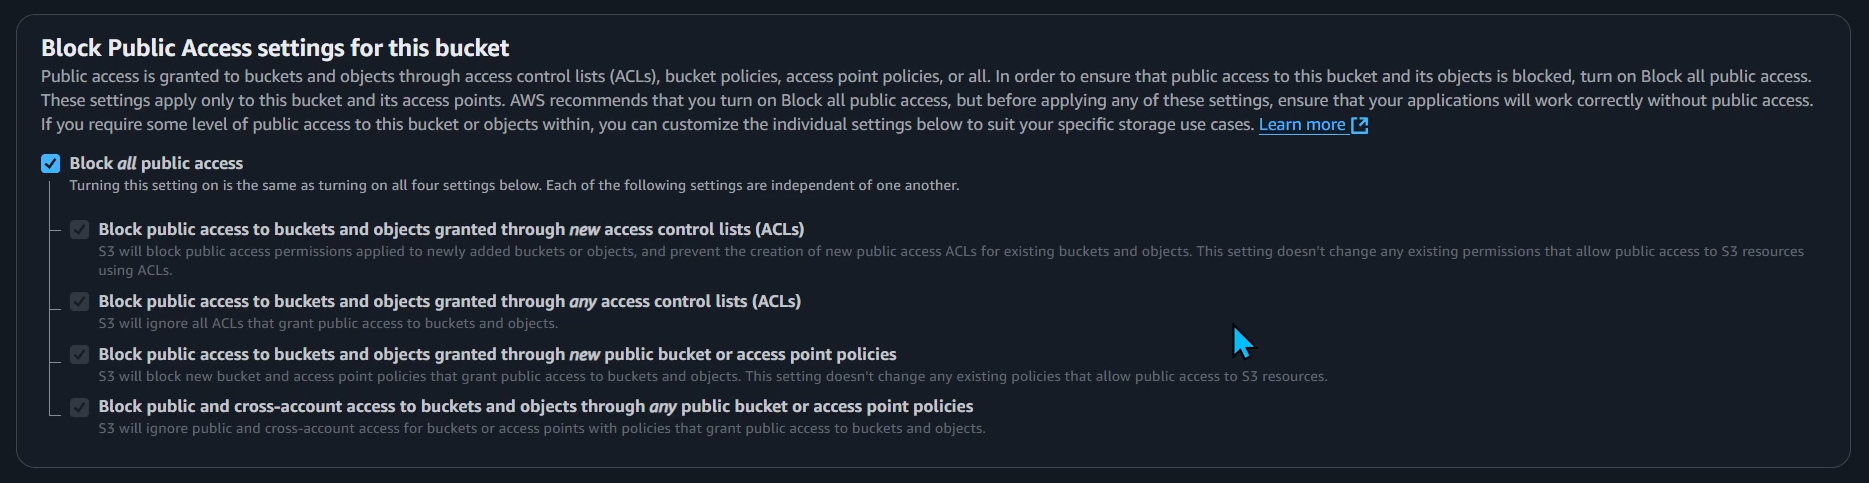 Block Public Access settings for this bucket
Public access is granted to buckets and objects through access control lists (ACLs), bucket policies, access point policies, or all. In order to ensure that public access to this bucket and its objects is blocked, turn on Block all public access.
These settings apply only to this bucket and its access points. AWS recommends that you turn on Block all public access, but before applying any of these settings, ensure that your applications will work correctly without public access.
If you require some level of public access to this bucket or objects within, you can customize the individual settings below to suit your specific storage use cases. Learn more
Block all public access
Turning this setting on is the same as turning on all four settings below. Each of the following settings are independent of one another.
Block public access to buckets and objects granted through new access control lists (ACLs)
S3 will block public access permissions applied to newly added buckets or objects, and prevent the creation of new public access ACLs for existing buckets and objects. This setting doesn't change any existing permissions that allow public access to S3 resources
using ACLs.
Block public access to buckets and objects granted through any access control lists (ACLs)
S3 will ignore all ACLs that grant public access to buckets and objects.
Block public access to buckets and objects granted through new public bucket or access point policies
S3 will block new bucket and access point policies that grant public access to buckets and objects. This setting doesn't change any existing policies that allow public access to S3 resources.
Block public and cross-account access to buckets and objects through any public bucket or access point policies
S3 will ignore public and cross-account access for buckets or access points with policies that grant public access to buckets and objects.